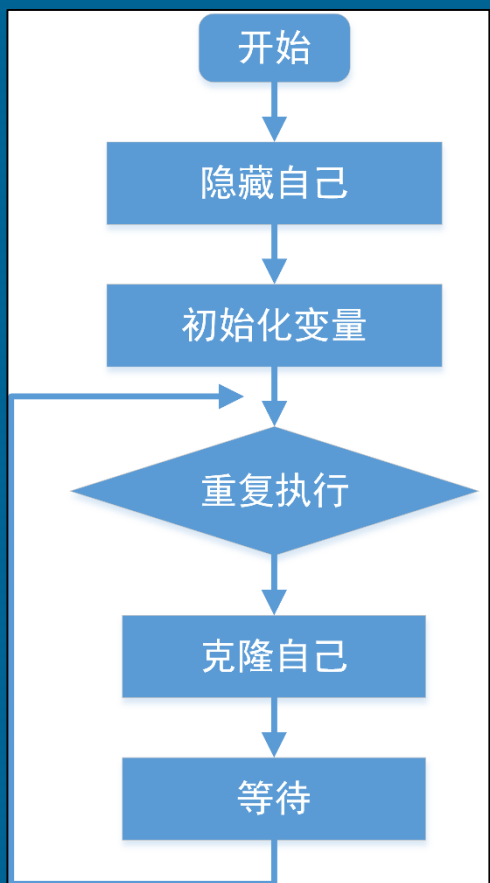 开始
隐藏自己
初始化变量
重复执行
克隆自己
等待